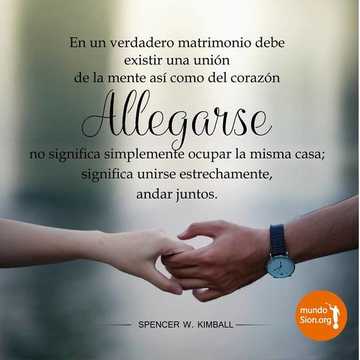 En un verdadero matrimonio debe
existir una unión
de la mente así como del corazón
Allegarse
no significa simplemente ocupar la misma casa;
significa unirse estrechamente,
andar juntos.
SPENCER W. KIMBALL
mundo
Sion.org